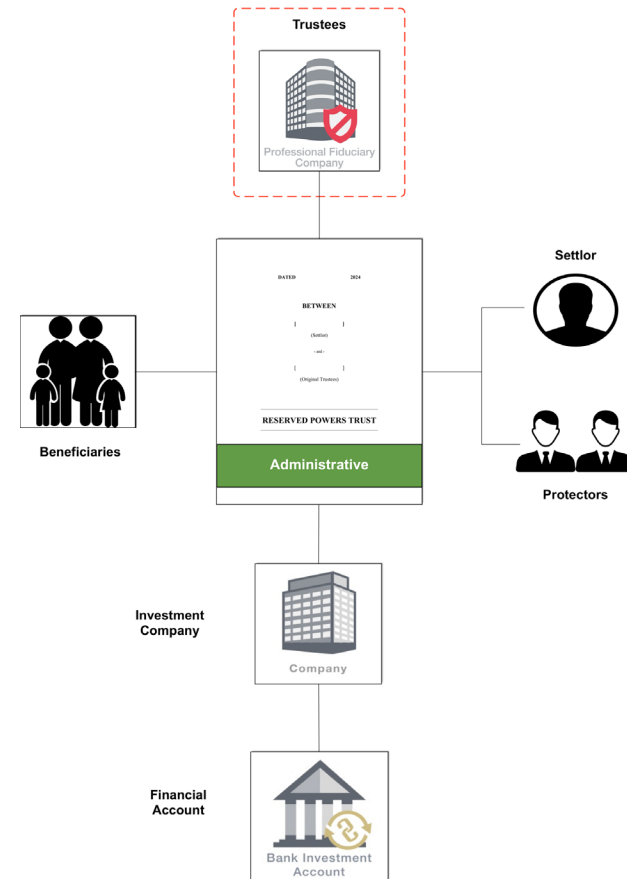 Trustees
Professional Fiduciary
Company
DATED 2024
BETWEEN
[ ]
(Settlor)
- and -
[ ]
(Original Trustees)
RESERVED POWERS TRUST
Administrative
Settlor
Beneficiaries
Protectors
Investment
Company
Company
Financial
Account
Bank Investment
Account